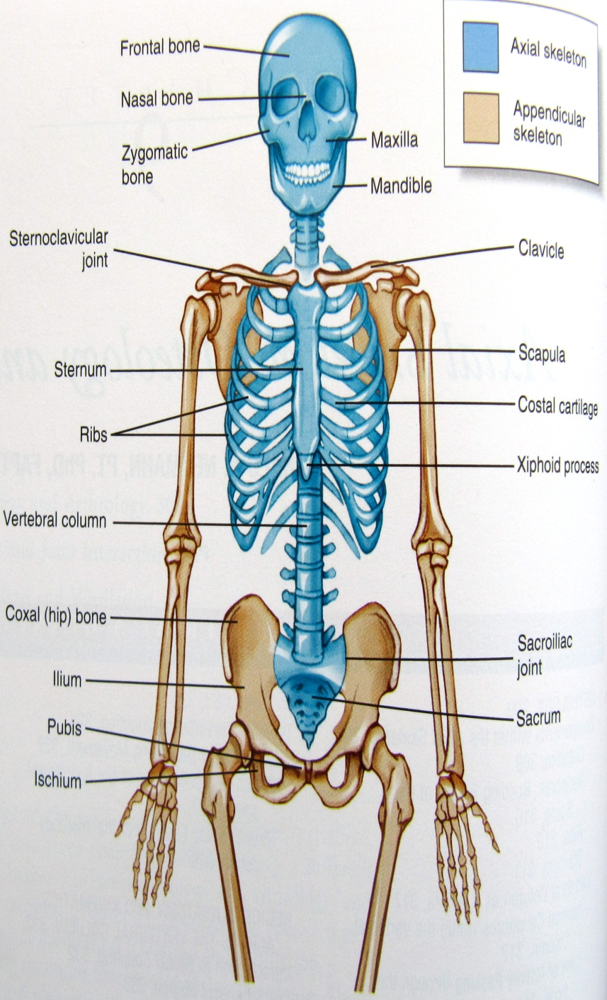 Frontal bone
Nasal bone
Zygomatic
bone
Maxilla
Mandible
Axial skeleton
Appendicular
skeleton
Sternoclavicular
joint
Clavicle
Scapula
Sternum
Costal cartilage
Ribs
Xiphoid process
Vertebral column
Coxal (hip) bone
Sacroiliac
joint
Ilium
Sacrum
Pubis
Ischium